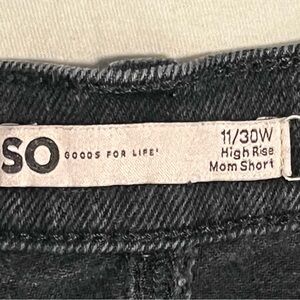 SO GOODS FOR LIFE'
11/30W
High Rise
Mom Short